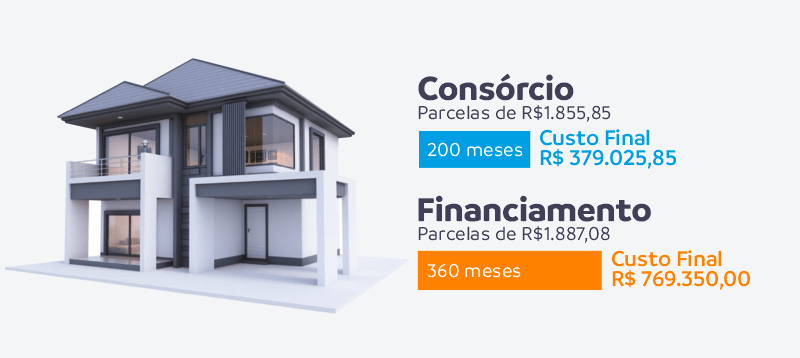 Consórcio
Parcelas de R$1.855,85
200 meses
Custo Final
R$ 379.025,85
Financiamento
Parcelas de R$1.887,08
360 meses
Custo Final
R$ 769.350,00